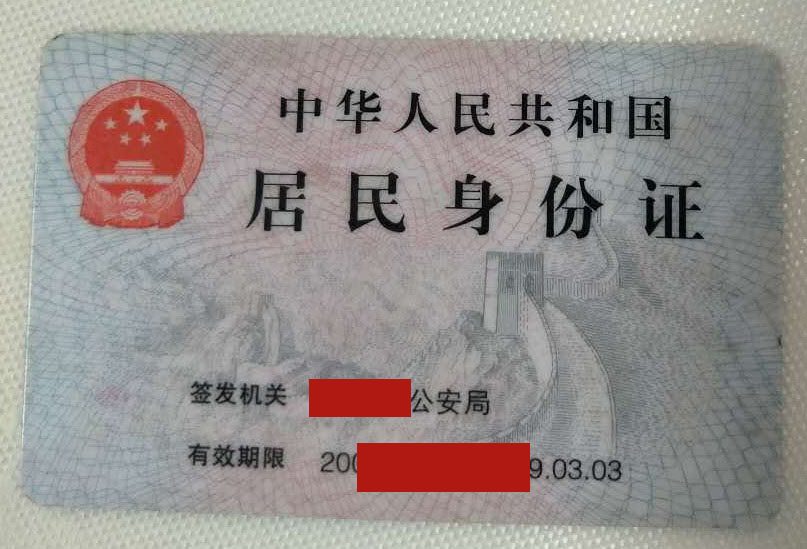 中华人民共和国
居民身份证
签发机关 公安局
有效期限 200 9.03.03